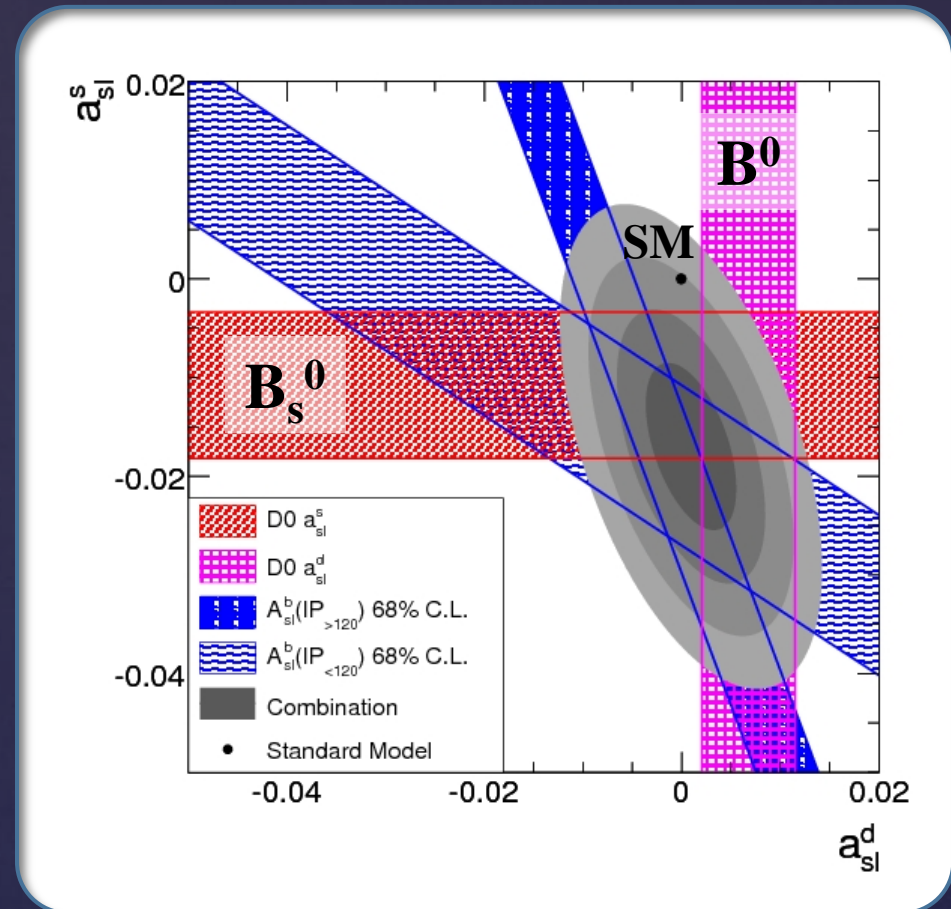 a^s_sl
0.02
0
-0.02
-0.04
B^0
SM
B_s^0
D0 a^s_sl
D0 a^d_sl
A^b_sl(IP_>120) 68% C.L.
A^b_sl(IP_<120) 68% C.L.
Combination
Standard Model
-0.04 -0.02 0 0.02
a^d_sl